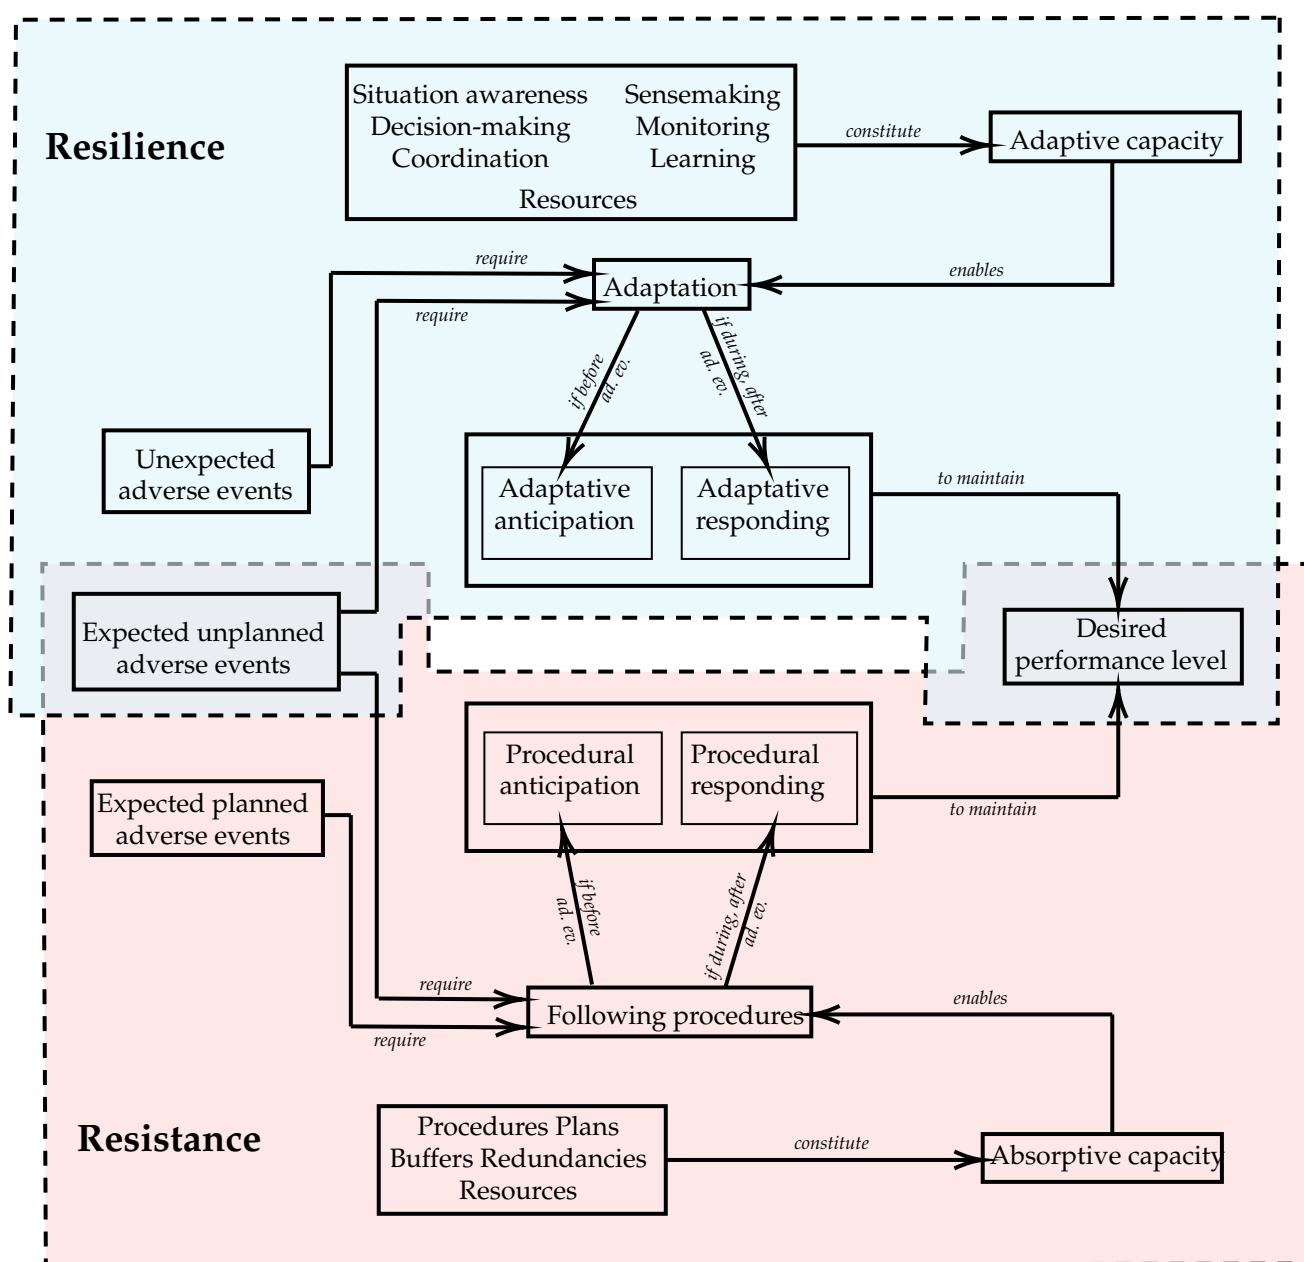 Resilience
Situation awareness
Decision-making
Coordination
Sensemaking
Monitoring
Learning
Resources
constitute
Adaptive capacity
require
require
Adaptation
enables
if before
ad. ev.
if during, after
ad. ev.
Unexpected
adverse events
Adaptative
anticipation
Adaptative
responding
to maintain
Expected unplanned
adverse events
Desired
performance level
Procedural
anticipation
Procedural
responding
to maintain
Expected planned
adverse events
if before
ad. ev.
if during, after
ad. ev.
require
require
Following procedures
enables
Resistance
Procedures Plans
Buffers Redundancies
Resources
constitute
Absorptive capacity